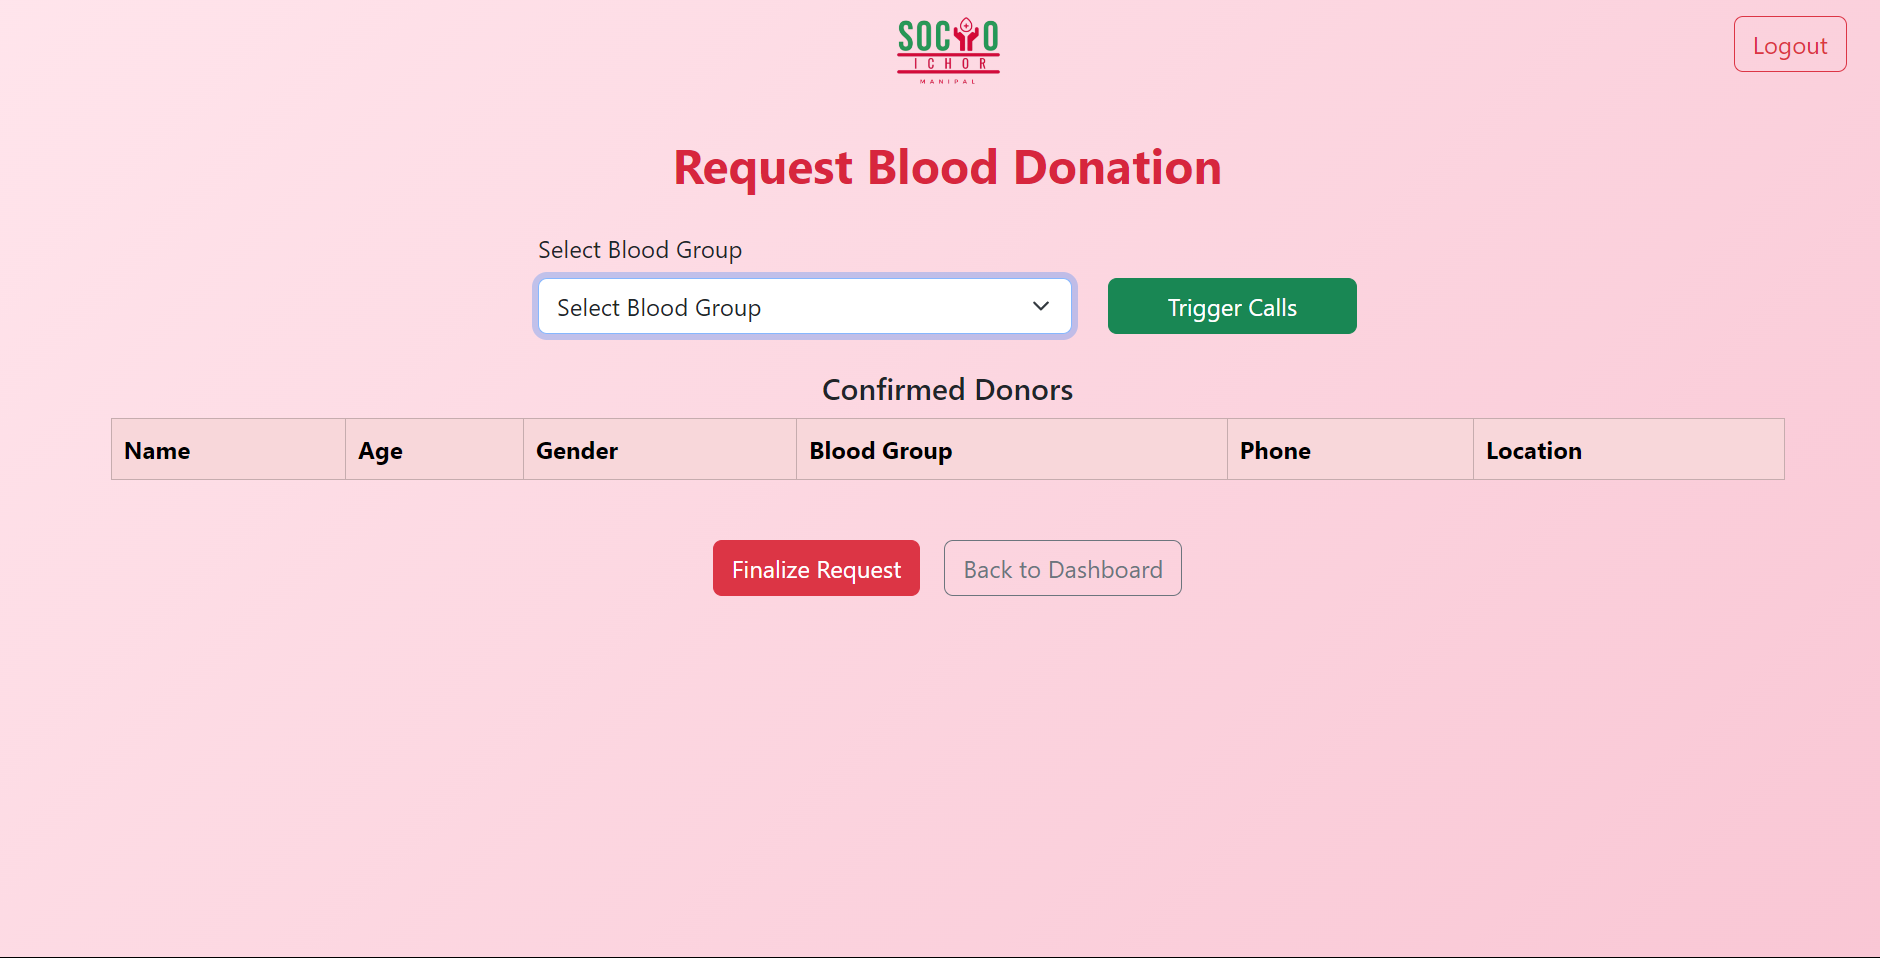 SOCIO
ICHOR
MANIPAL
Logout
Request Blood Donation
Select Blood Group
Select Blood Group
Trigger Calls
Confirmed Donors
Name Age Gender Blood Group Phone Location
Finalize Request Back to Dashboard